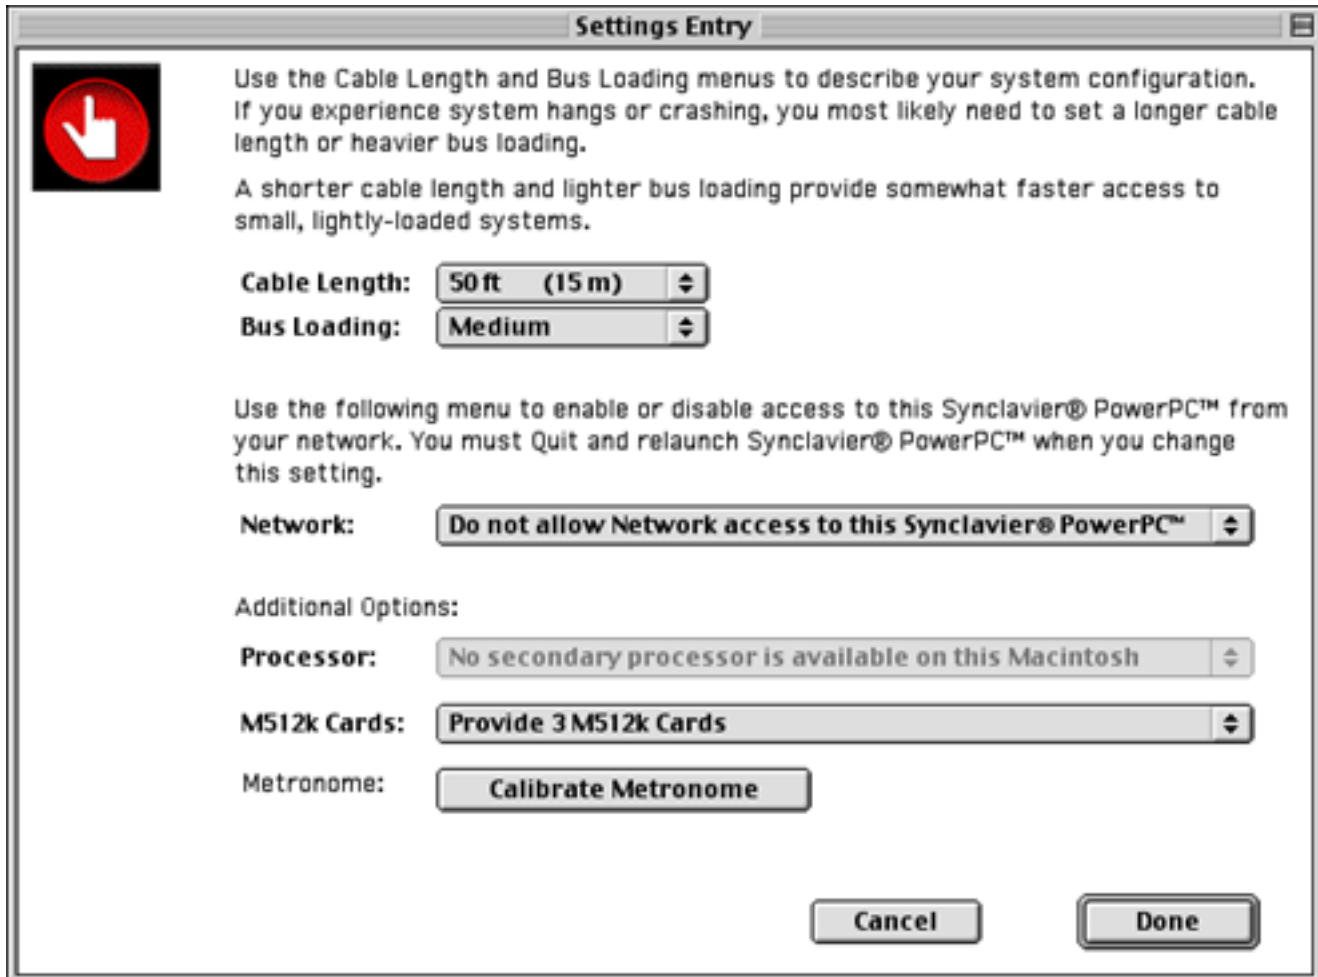 Settings Entry
Use the Cable Length and Bus Loading menus to describe your system configuration.
If you experience system hangs or crashing, you most likely need to set a longer cable
length or heavier bus loading.
A shorter cable length and lighter bus loading provide somewhat faster access to
small, lightly-loaded systems.
Cable Length: 50 ft (15 m)
Bus Loading: Medium
Use the following menu to enable or disable access to this Synclavier® PowerPC™ from
your network. You must Quit and relaunch Synclavier® PowerPC™ when you change
this setting.
Network: Do not allow Network access to this Synclavier® PowerPC™
Additional Options:
Processor: No secondary processor is available on this Macintosh
M512k Cards: Provide 3 M512k Cards
Metronome: Calibrate Metronome
Cancel Done